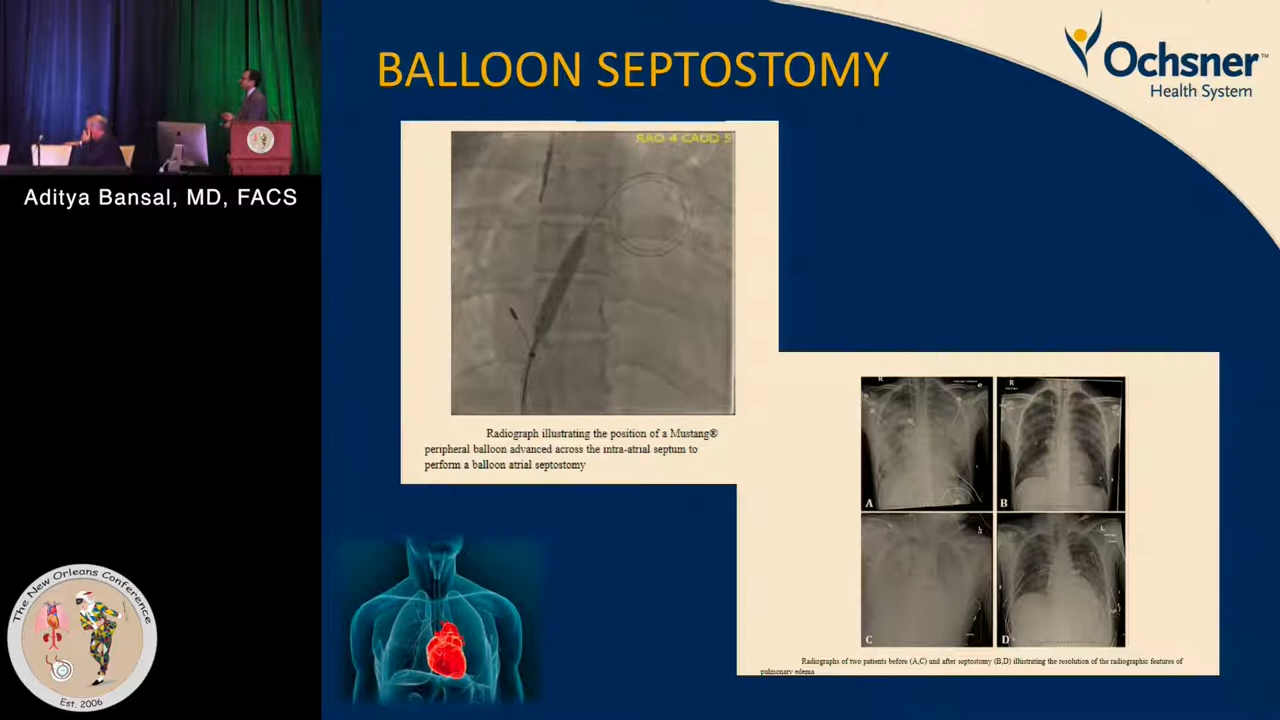 BALLOON SEPTOSTOMY
Ochsner™
Health System
Aditya Bansal, MD, FACS
RAO 4 CAUD 5
Radiograph illustrating the position of a Mustang®
peripheral balloon advanced across the intra-atrial septum to
perform a balloon atrial septostomy
R
R
A
B
L
L
C
D
Radiographs of two patients before (A,C) and after septostomy (B,D) illustrating the resolution of the radiographic features of
pulmonary edema
The New Orleans Conference
Est. 2006